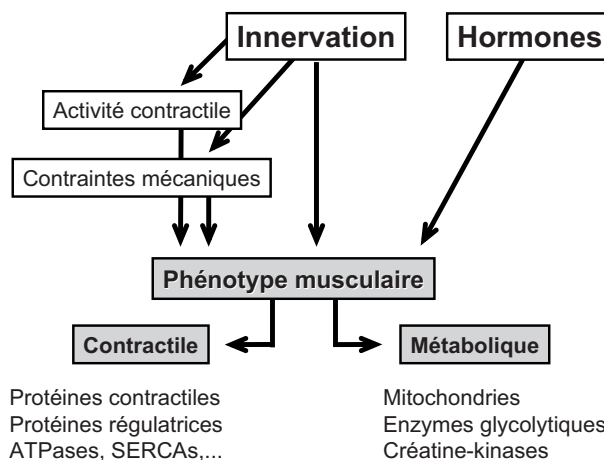 Innervation
Hormones
Activité contractile
Contraintes mécaniques
Phénotype musculaire
Contractile
Métabolique
Protéines contractiles
Protéines régulatrices
ATPases, SERCAs,...
Mitochondries
Enzymes glycolytiques
Créatine-kinases